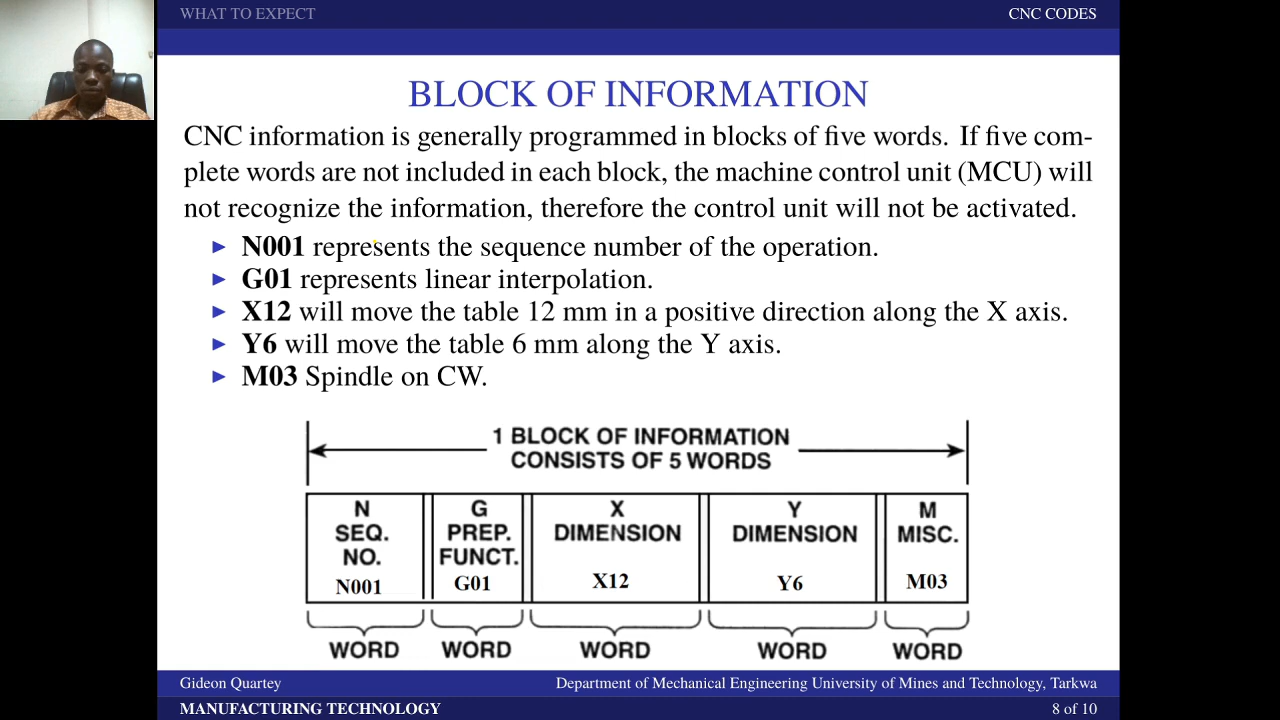 WHAT TO EXPECT
CNC CODES
BLOCK OF INFORMATION
CNC information is generally programmed in blocks of five words. If five com-
plete words are not included in each block, the machine control unit (MCU) will
not recognize the information, therefore the control unit will not be activated.
N001 represents the sequence number of the operation.
G01 represents linear interpolation.
X12 will move the table 12 mm in a positive direction along the X axis.
Y6 will move the table 6 mm along the Y axis.
M03 Spindle on CW.
1 BLOCK OF INFORMATION
CONSISTS OF 5 WORDS
N
SEQ.
NO.
N001
G
PREP.
FUNCT.
G01
X
DIMENSION
X12
Y
DIMENSION
Y6
M
MISC.
M03
WORD WORD WORD WORD WORD
Gideon Quartey
Department of Mechanical Engineering University of Mines and Technology, Tarkwa
MANUFACTURING TECHNOLOGY
8 of 10